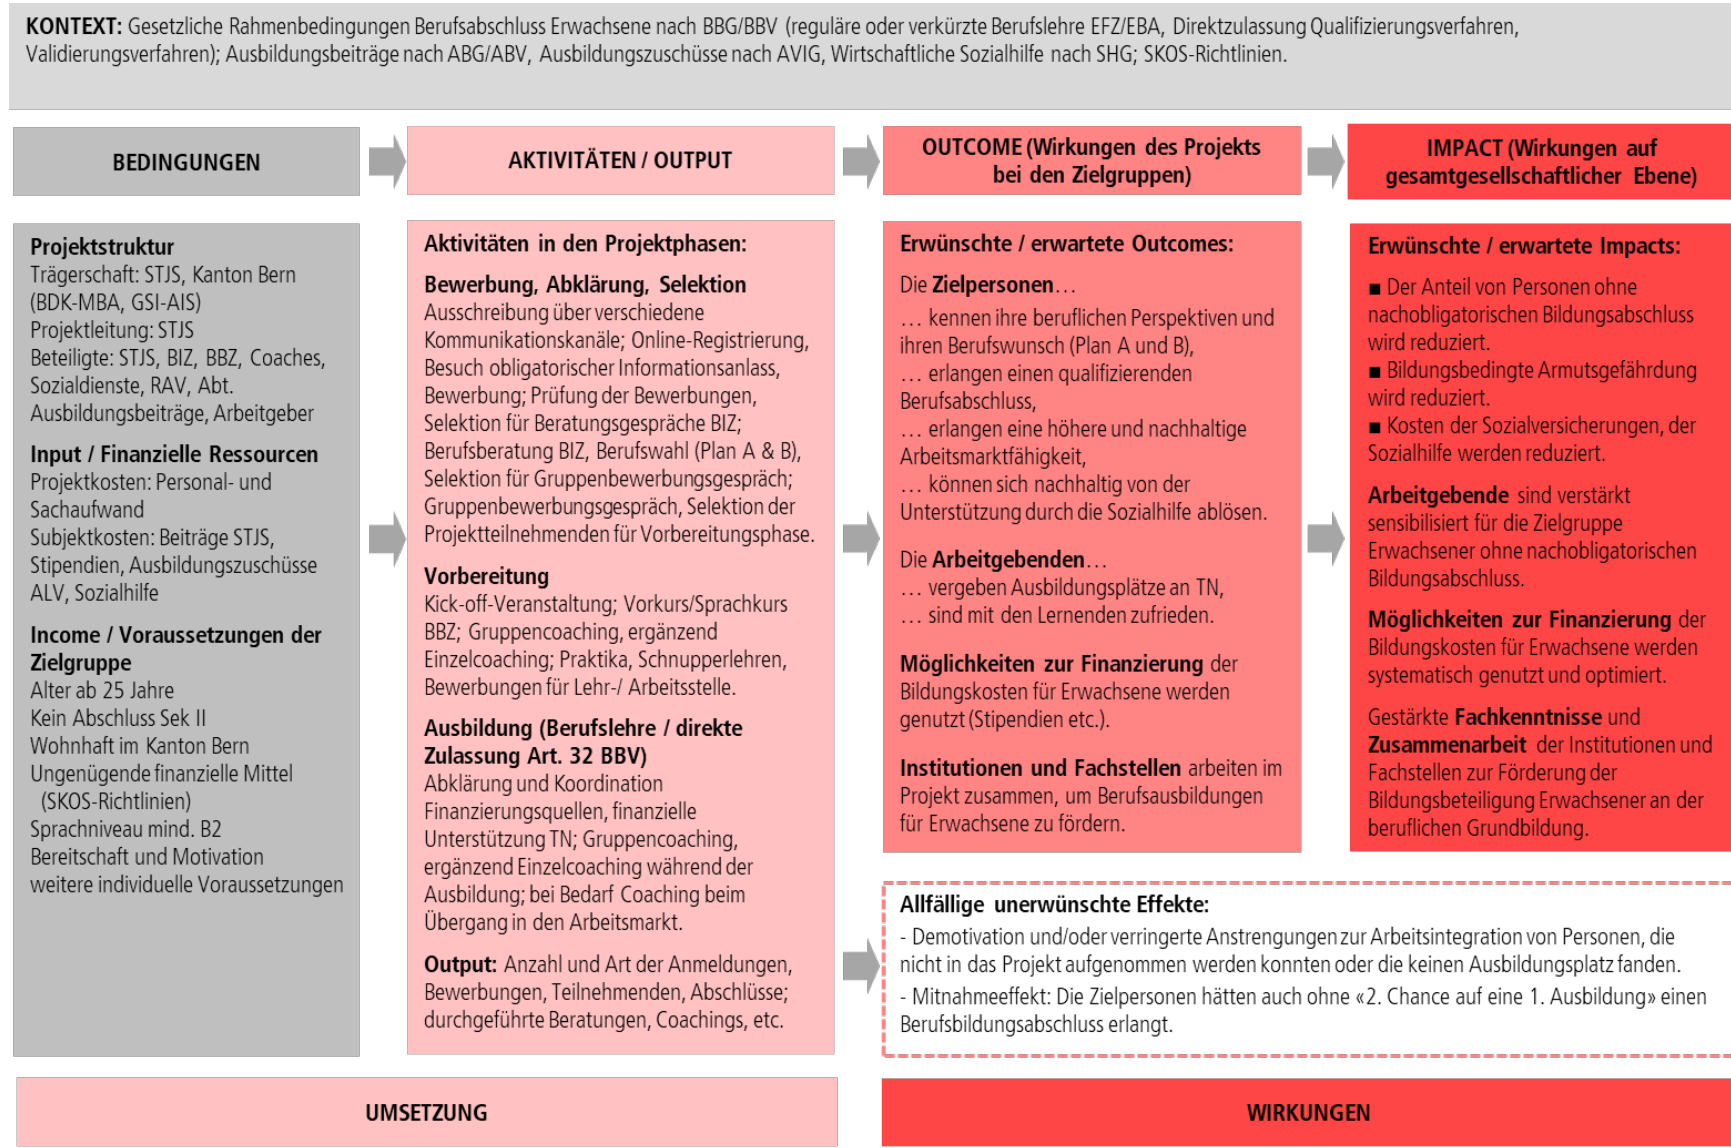 KONTEXT: Gesetzliche Rahmenbedingungen Berufsabschluss Erwachsene nach BBG/BBV (reguläre oder verkürzte Berufslehre EFZ/EBA, Direktzulassung Qualifizierungsverfahren,
Validierungsverfahren); Ausbildungsbeiträge nach ABG/ABV, Ausbildungszuschüsse nach AVIG, Wirtschaftliche Sozialhilfe nach SHG; SKOS-Richtlinien.
BEDINGUNGEN
Projektstruktur
Trägerschaft: STJS, Kanton Bern
(BDK-MBA, GSI-AIS)
Projektleitung: STJS
Beteiligte: STJS, BIZ, BBZ, Coaches,
Sozialdienste, RAV, Abt.
Ausbildungsbeiträge, Arbeitgeber
Input / Finanzielle Ressourcen
Projektkosten: Personal- und
Sachaufwand
Subjektkosten: Beiträge STJS,
Stipendien, Ausbildungszuschüsse
ALV, Sozialhilfe
Income / Voraussetzungen der
Zielgruppe
Alter ab 25 Jahre
Kein Abschluss Sek II
Wohnhaft im Kanton Bern
Ungenügende finanzielle Mittel
(SKOS-Richtlinien)
Sprachniveau mind. B2
Bereitschaft und Motivation
weitere individuelle Voraussetzungen
AKTIVITÄTEN / OUTPUT
Aktivitäten in den Projektphasen:
Bewerbung, Abklärung, Selektion
Ausschreibung über verschiedene
Kommunikationskanäle; Online-Registrierung,
Besuch obligatorischer Informationsanlass,
Bewerbung; Prüfung der Bewerbungen,
Selektion für Beratungsgespräche BIZ;
Berufsberatung BIZ, Berufswahl (Plan A & B),
Selektion für Gruppenbewerbungsgespräch;
Gruppenbewerbungsgespräch, Selektion der
Projektteilnehmenden für Vorbereitungsphase.
Vorbereitung
Kick-off-Veranstaltung; Vorkurs/Sprachkurs
BBZ; Gruppencoaching, ergänzend
Einzelcoaching; Praktika, Schnupperlehren,
Bewerbungen für Lehr-/ Arbeitsstelle.
Ausbildung (Berufslehre / direkte
Zulassung Art. 32 BBV)
Abklärung und Koordination
Finanzierungsquellen, finanzielle
Unterstützung TN; Gruppencoaching,
ergänzend Einzelcoaching während der
Ausbildung; bei Bedarf Coaching beim
Übergang in den Arbeitsmarkt.
Output: Anzahl und Art der Anmeldungen,
Bewerbungen, Teilnehmenden, Abschlüsse;
durchgeführte Beratungen, Coachings, etc.
OUTCOME (Wirkungen des Projekts
bei den Zielgruppen)
Erwünschte / erwartete Outcomes:
Die Zielpersonen…
… kennen ihre beruflichen Perspektiven und
ihren Berufswunsch (Plan A und B),
… erlangen einen qualifizierenden
Berufsabschluss,
… erlangen eine höhere und nachhaltige
Arbeitsmarktfähigkeit,
… können sich nachhaltig von der
Unterstützung durch die Sozialhilfe ablösen.
Die Arbeitgebenden…
… vergeben Ausbildungsplätze an TN,
… sind mit den Lernenden zufrieden.
Möglichkeiten zur Finanzierung der
Bildungskosten für Erwachsene werden
genutzt (Stipendien etc.).
Institutionen und Fachstellen arbeiten im
Projekt zusammen, um Berufsausbildungen
für Erwachsene zu fördern.
IMPACT (Wirkungen auf
gesamtgesellschaftlicher Ebene)
Erwünschte / erwartete Impacts:
■ Der Anteil von Personen ohne
nachobligatorischen Bildungsabschluss
wird reduziert.
■ Bildungsbedingte Armutsgefährdung
wird reduziert.
■ Kosten der Sozialversicherungen, der
Sozialhilfe werden reduziert.
Arbeitgebende sind verstärkt
sensibilisiert für die Zielgruppe
Erwachsener ohne nachobligatorischen
Bildungsabschluss.
Möglichkeiten zur Finanzierung der
Bildungskosten für Erwachsene werden
systematisch genutzt und optimiert.
Gestärkte Fachkenntnisse und
Zusammenarbeit der Institutionen und
Fachstellen zur Förderung der
Bildungsbeteiligung Erwachsener an der
beruflichen Grundbildung.
Allfällige unerwünschte Effekte:
- Demotivation und/oder verringerte Anstrengungen zur Arbeitsintegration von Personen, die
nicht in das Projekt aufgenommen werden konnten oder die keinen Ausbildungsplatz fanden.
- Mitnahmeeffekt: Die Zielpersonen hätten auch ohne «2. Chance auf eine 1. Ausbildung» einen
Berufsbildungsabschluss erlangt.
UMSETZUNG
WIRKUNGEN